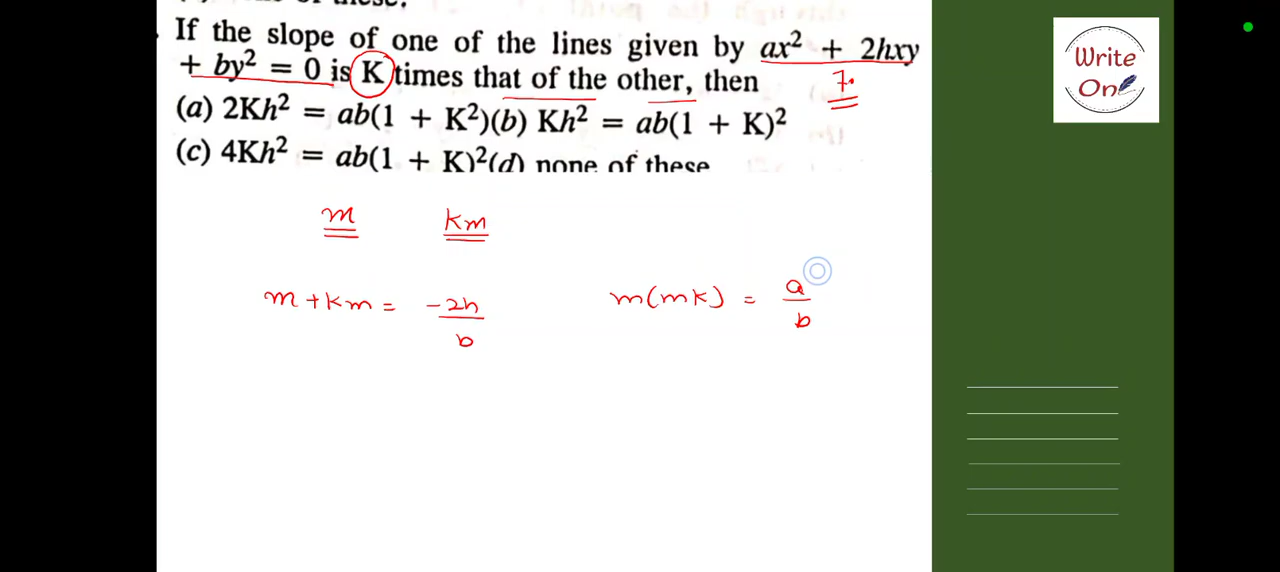 If the slope of one of the lines given by ax² + 2hxy
+ by² = 0 is K times that of the other, then
7.
(a) 2Kh² = ab(1 + K²)(b) Kh² = ab(1 + K)²
(c) 4Kh² = ab(1 + K)²(d) none of these
m km
m + km = -2h/b m(mk) = a/b
Write
On